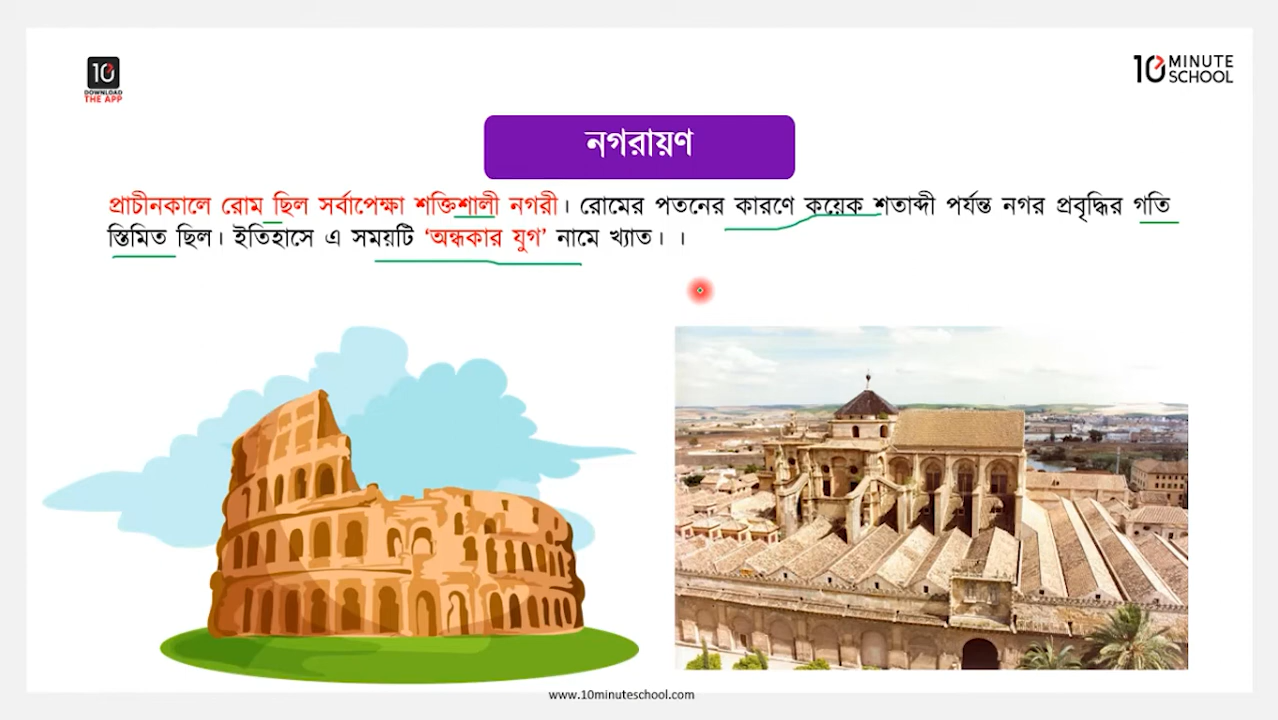 10
DOWNLOAD
THE APP
10 MINUTE
SCHOOL
নগরায়ণ
প্রাচীনকালে রোম ছিল সর্বাপেক্ষা শক্তিশালী নগরী। রোমের পতনের কারণে কয়েক শতাব্দী পর্যন্ত নগর প্রবৃদ্ধির গতি
স্তিমিত ছিল। ইতিহাসে এ সময়টি ‘অন্ধকার যুগ’ নামে খ্যাত। ।
www.10minuteschool.com